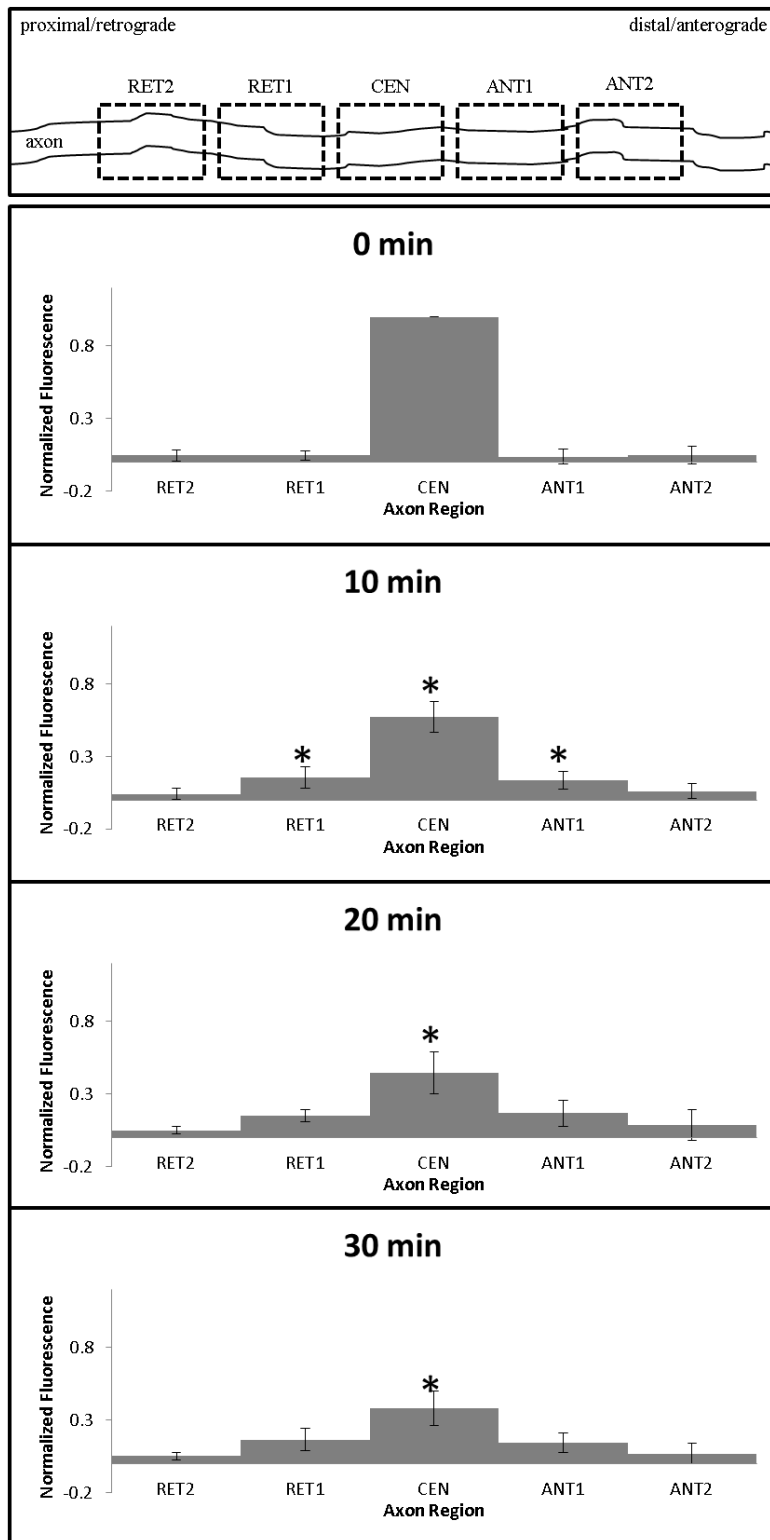 proximal/retrograde distal/anterograde
RET2 RET1 CEN ANT1 ANT2
axon
0 min
Normalized Fluorescence
0.8
0.3
-0.2
RET2 RET1 CEN ANT1 ANT2
Axon Region
10 min
Normalized Fluorescence
0.8
*
* *
0.3
-0.2
RET2 RET1 CEN ANT1 ANT2
Axon Region
20 min
Normalized Fluorescence
0.8
*
0.3
-0.2
RET2 RET1 CEN ANT1 ANT2
Axon Region
30 min
Normalized Fluorescence
0.8
*
0.3
-0.2
RET2 RET1 CEN ANT1 ANT2
Axon Region